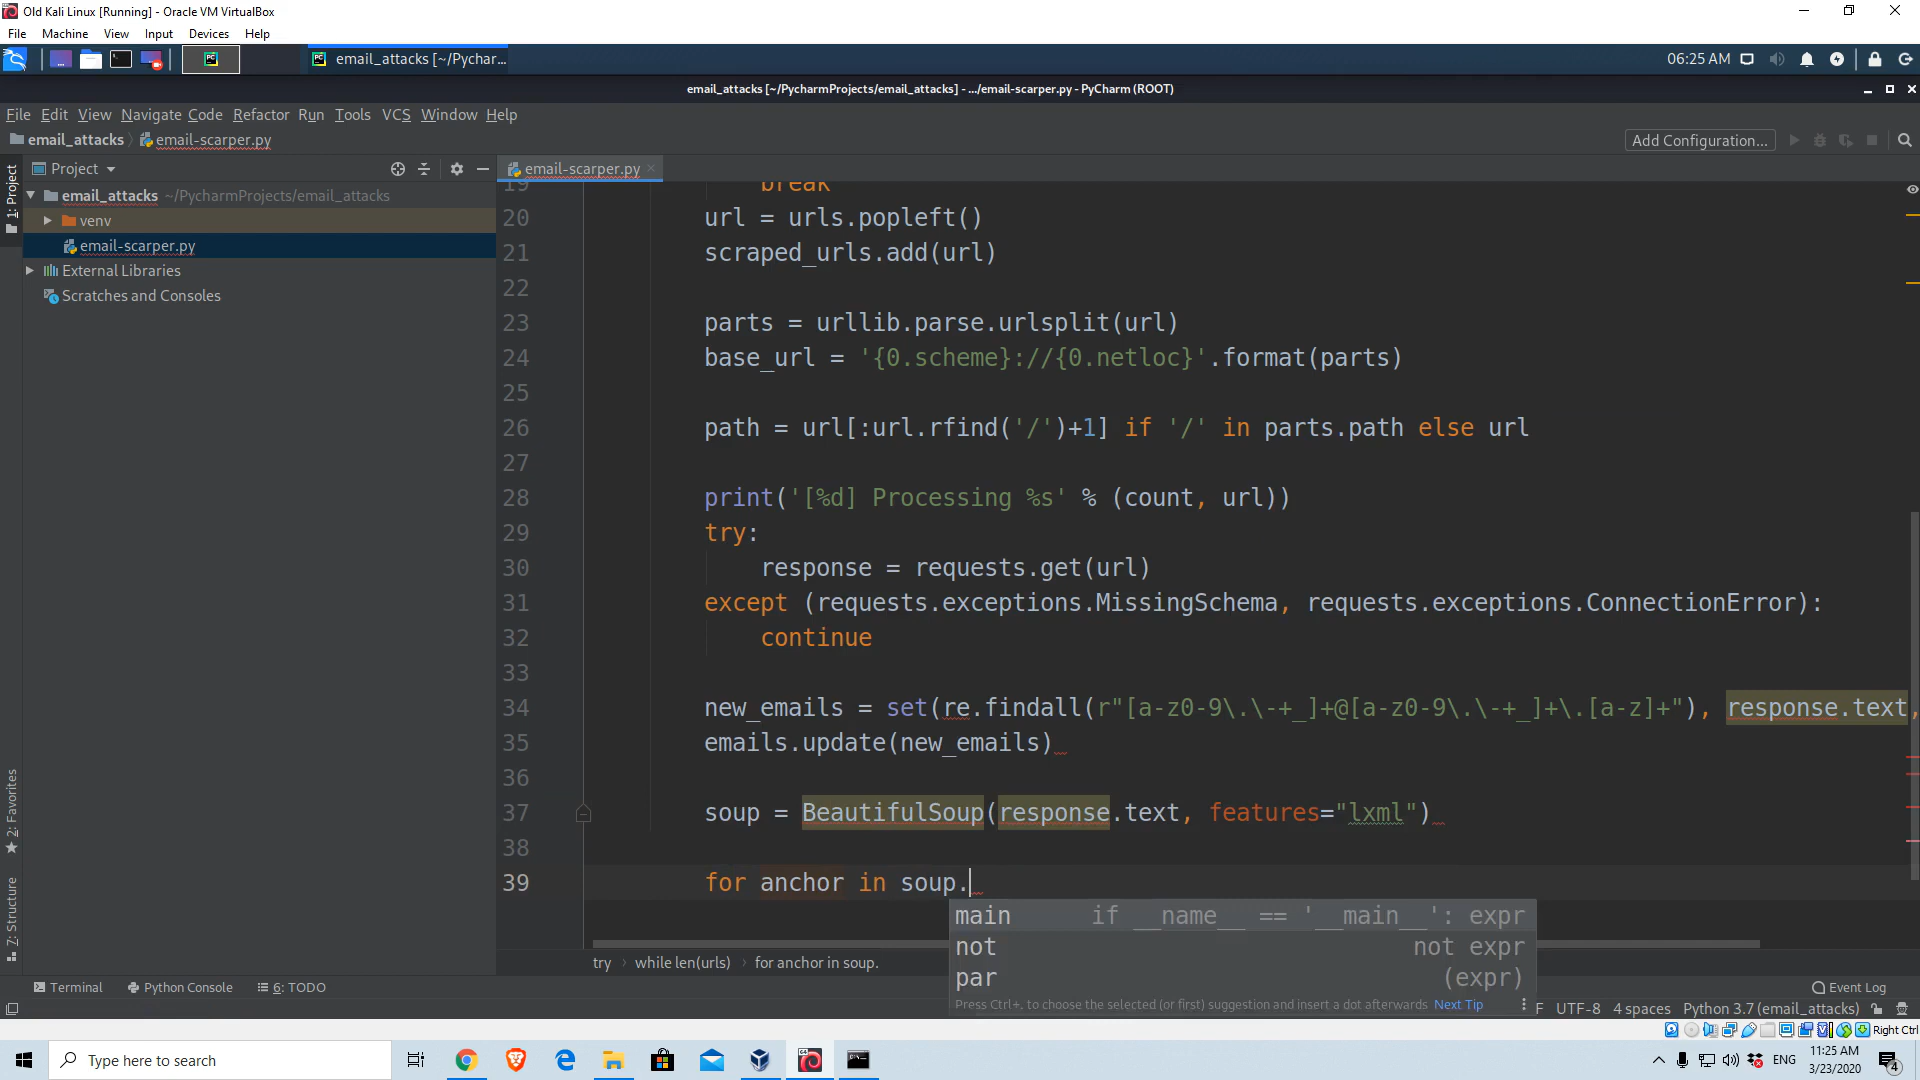 Old Kali Linux [Running] - Oracle VM VirtualBox
File Machine View Input Devices Help
email_attacks [~/Pychar...
06:25 AM
email_attacks [~/PycharmProjects/email_attacks] - .../email-scarper.py - PyCharm (ROOT)
File Edit View Navigate Code Refactor Run Tools VCS Window Help
email_attacks email-scarper.py
Add Configuration...
Project
email-scarper.py
1: Project
email_attacks ~/PycharmProjects/email_attacks
venv
email-scarper.py
External Libraries
Scratches and Consoles
19 break
20 url = urls.popleft()
21 scraped_urls.add(url)
22
23 parts = urllib.parse.urlsplit(url)
24 base_url = '{0.scheme}://{0.netloc}'.format(parts)
25
26 path = url[:url.rfind('/')+1] if '/' in parts.path else url
27
28 print('[%d] Processing %s' % (count, url))
29 try:
30 response = requests.get(url)
31 except (requests.exceptions.MissingSchema, requests.exceptions.ConnectionError):
32 continue
33
34 new_emails = set(re.findall(r"[a-z0-9\.\-+_]+@[a-z0-9\.\-+_]+\.[a-z]+"), response.text,
35 emails.update(new_emails)
36
37 soup = BeautifulSoup(response.text, features="lxml")
38
39 for anchor in soup.
main if __name__ == '__main__': expr
not not expr
par (expr)
Press Ctrl+. to choose the selected (or first) suggestion and insert a dot afterwards Next Tip
2: Favorites
7: Structure
try while len(urls) for anchor in soup.
Terminal Python Console 6: TODO
Event Log
F UTF-8 4 spaces Python 3.7 (email_attacks)
Right Ctrl
Type here to search
ENG
11:25 AM
3/23/2020
4